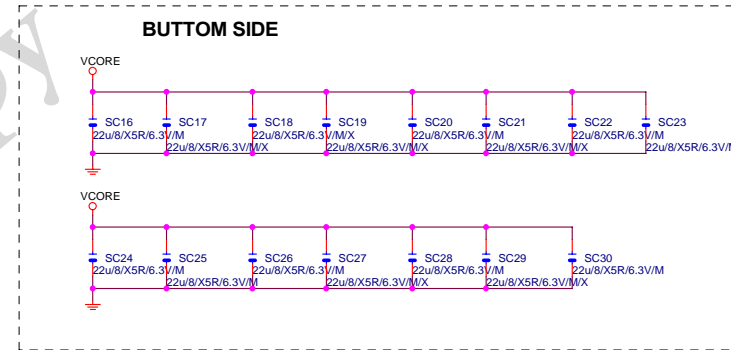 BUTTOM SIDE
VCORE
SC16 SC17 SC18 SC19 SC20 SC21 SC22 SC23
22u/8/X5R/6.3V/M 22u/8/X5R/6.3V/M/X 22u/8/X5R/6.3V/M 22u/8/X5R/6.3V/M
22u/8/X5R/6.3V/M/X 22u/8/X5R/6.3V/M/X 22u/8/X5R/6.3V/M/X 22u/8/X5R/6.3V/M
VCORE
SC24 SC25 SC26 SC27 SC28 SC29 SC30
22u/8/X5R/6.3V/M 22u/8/X5R/6.3V/M 22u/8/X5R/6.3V/M 22u/8/X5R/6.3V/M
22u/8/X5R/6.3V/M 22u/8/X5R/6.3V/M/X 22u/8/X5R/6.3V/M/X